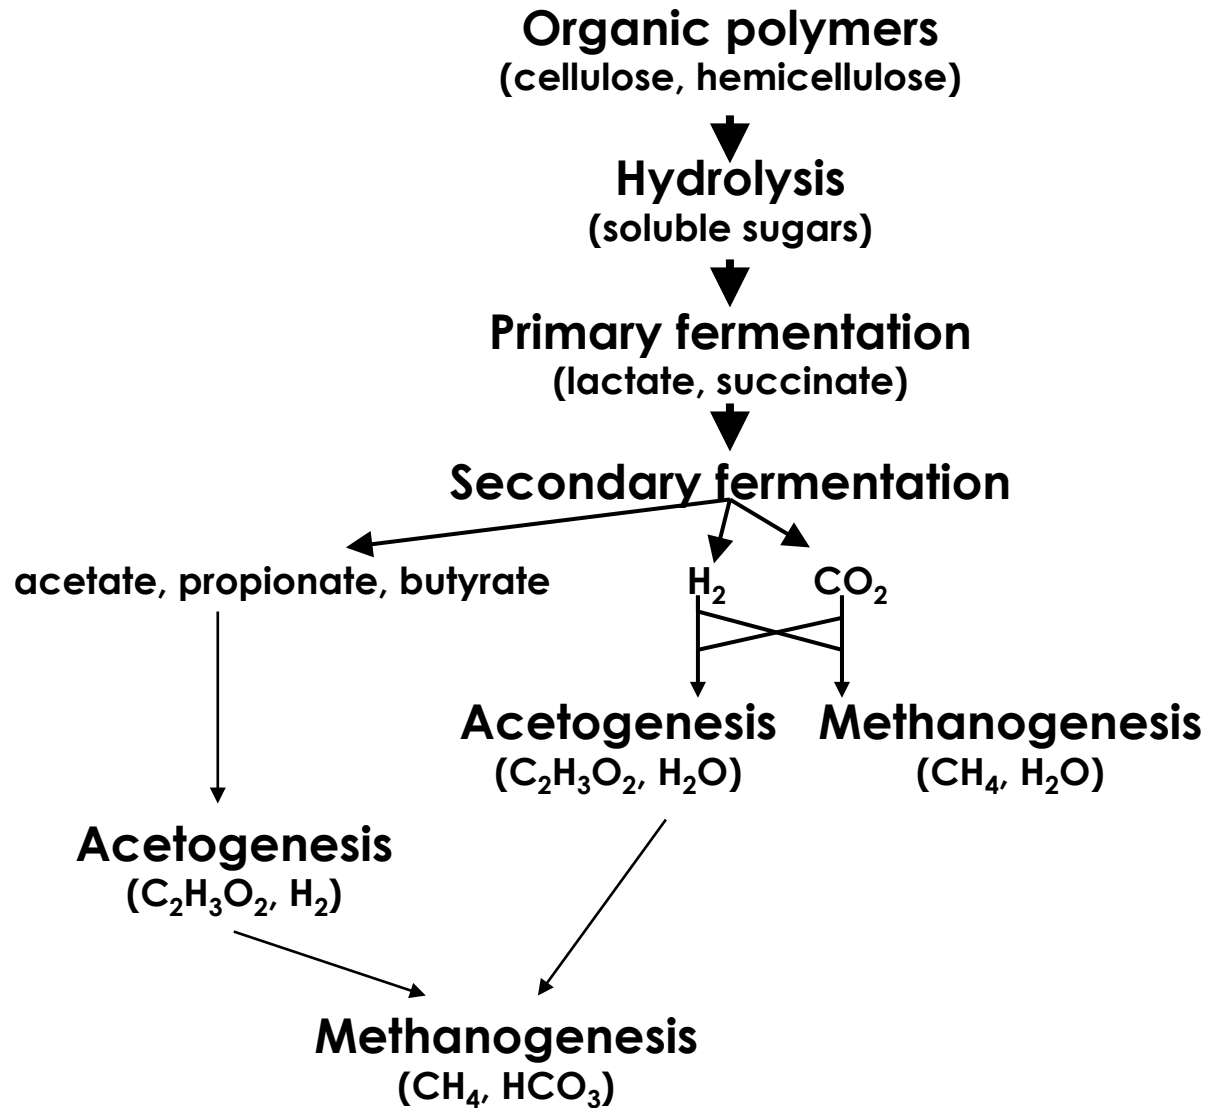 Organic polymers
(cellulose, hemicellulose)
Hydrolysis
(soluble sugars)
Primary fermentation
(lactate, succinate)
Secondary fermentation
acetate, propionate, butyrate
H₂
CO₂
Acetogenesis
(C₂H₃O₂, H₂O)
Methanogenesis
(CH₄, H₂O)
Acetogenesis
(C₂H₃O₂, H₂)
Methanogenesis
(CH₄, HCO₃)